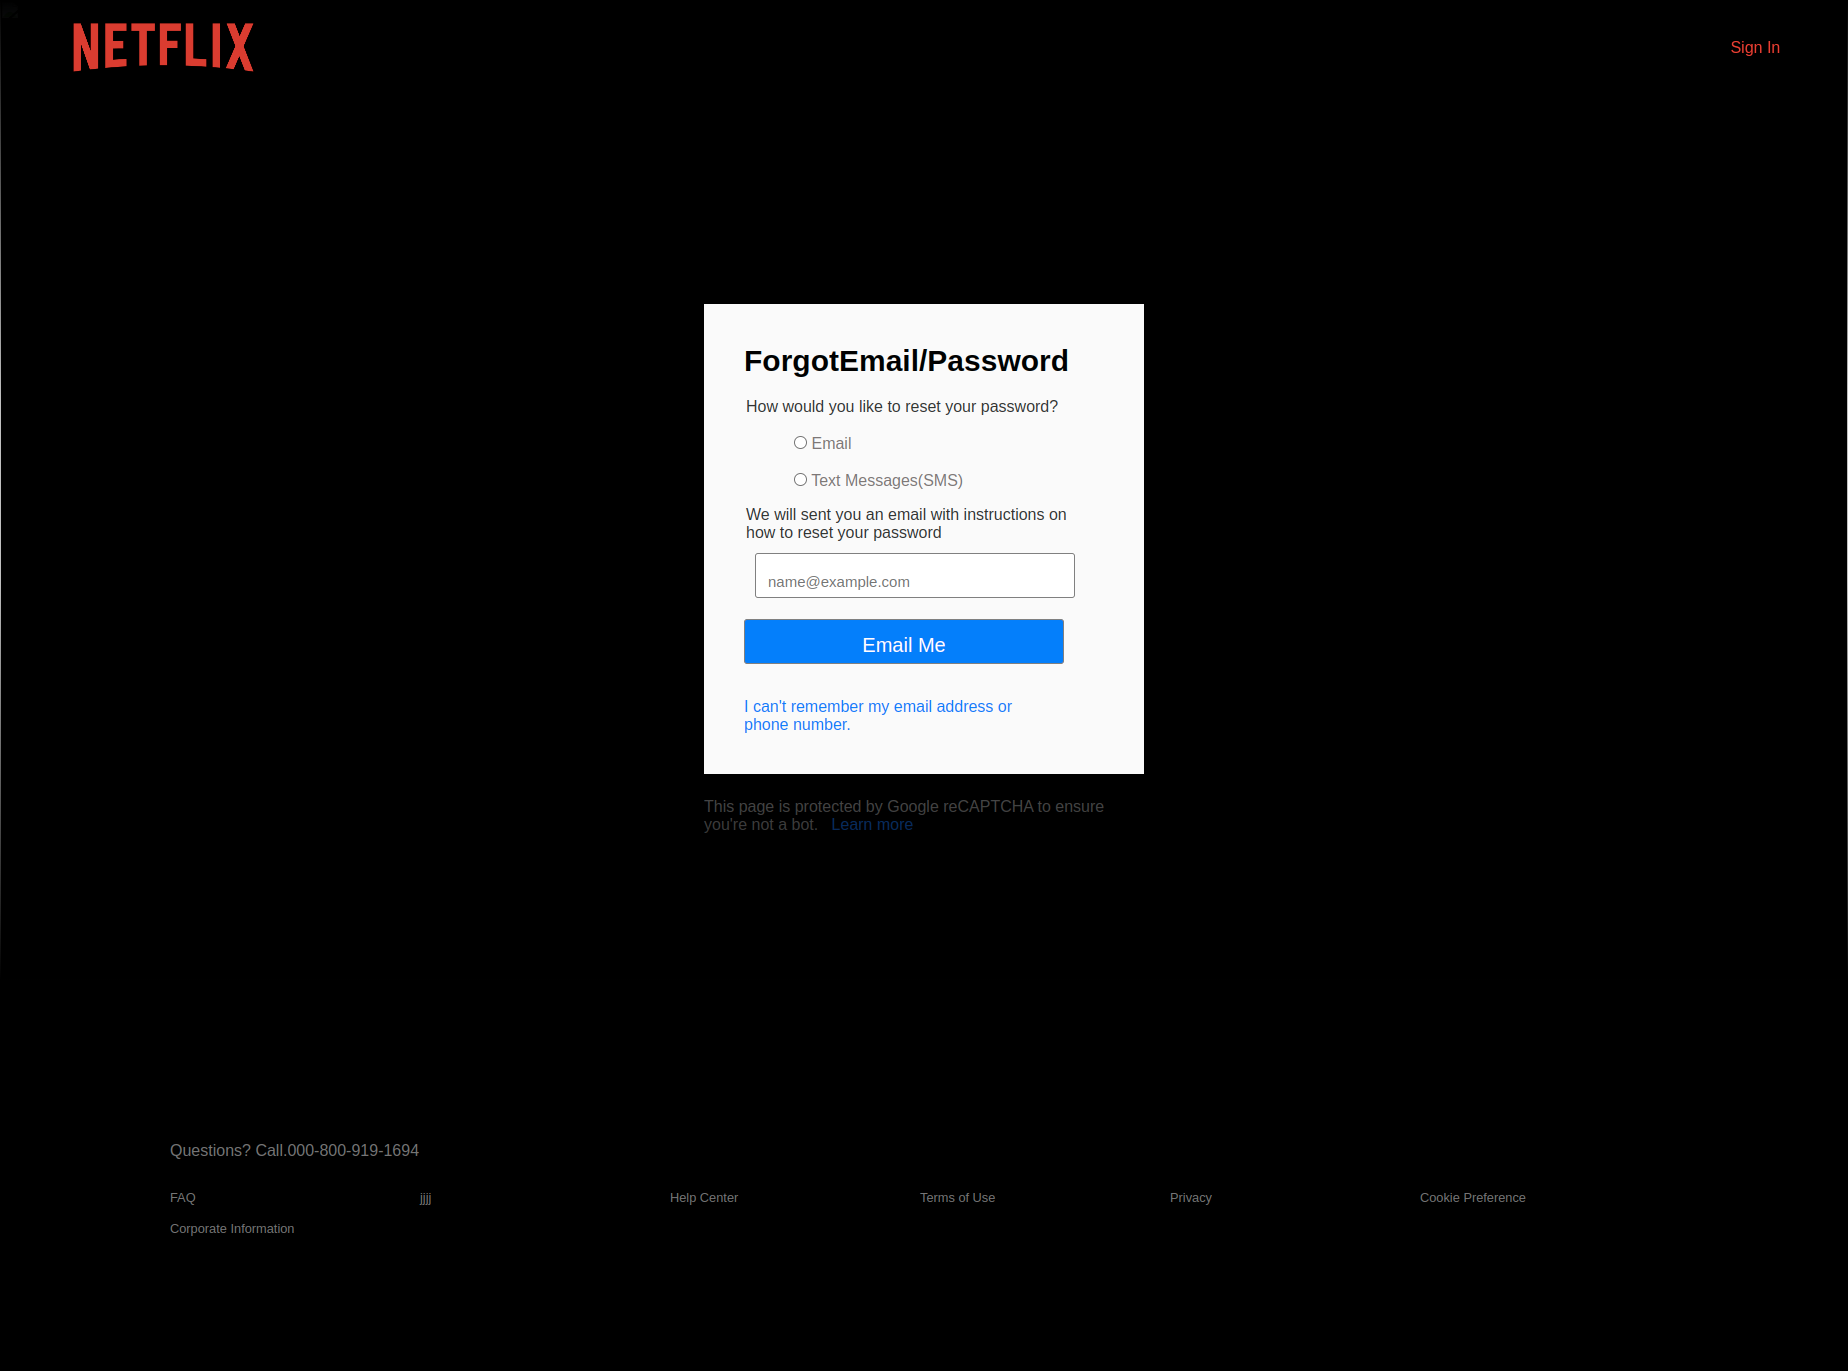 NETFLIX
Sign In
ForgotEmail/Password
How would you like to reset your password?
Email
Text Messages(SMS)
We will sent you an email with instructions on
how to reset your password
name@example.com
Email Me
I can't remember my email address or
phone number.
This page is protected by Google reCAPTCHA to ensure
you're not a bot. Learn more
Questions? Call.000-800-919-1694
FAQ
jjjj
Help Center
Terms of Use
Privacy
Cookie Preference
Corporate Information